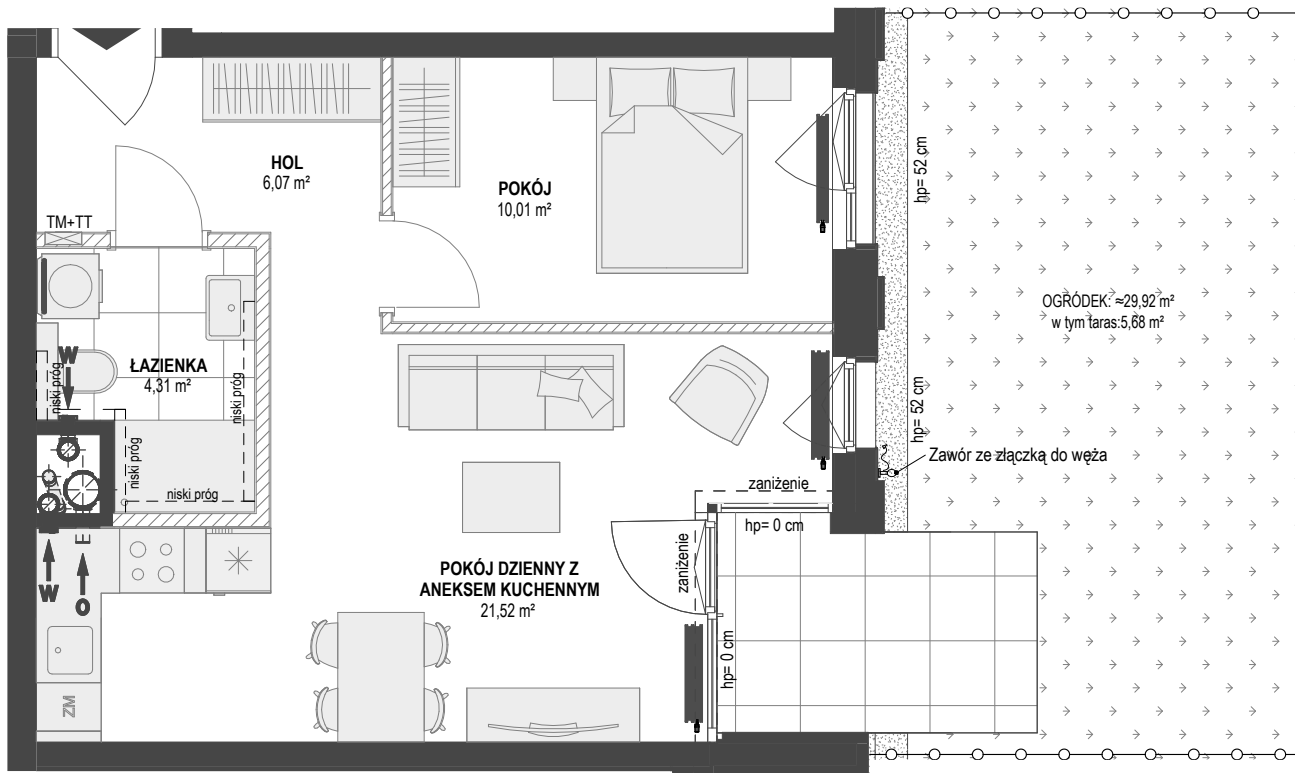 HOL
6,07 m²
POKÓJ
10,01 m²
TM+TT
hp= 52 cm
OGRÓDEK: ≈29,92 m²
w tym taras:5,68 m²
W
niski próg
ŁAZIENKA
4,31 m²
niski próg
niski próg
niski próg
hp= 52 cm
Zawór ze złączką do węża
zaniżenie
hp= 0 cm
zaniżenie
POKÓJ DZIENNY Z
ANEKSEM KUCHENNYM
21,52 m²
W
O
hp= 0 cm
ZM